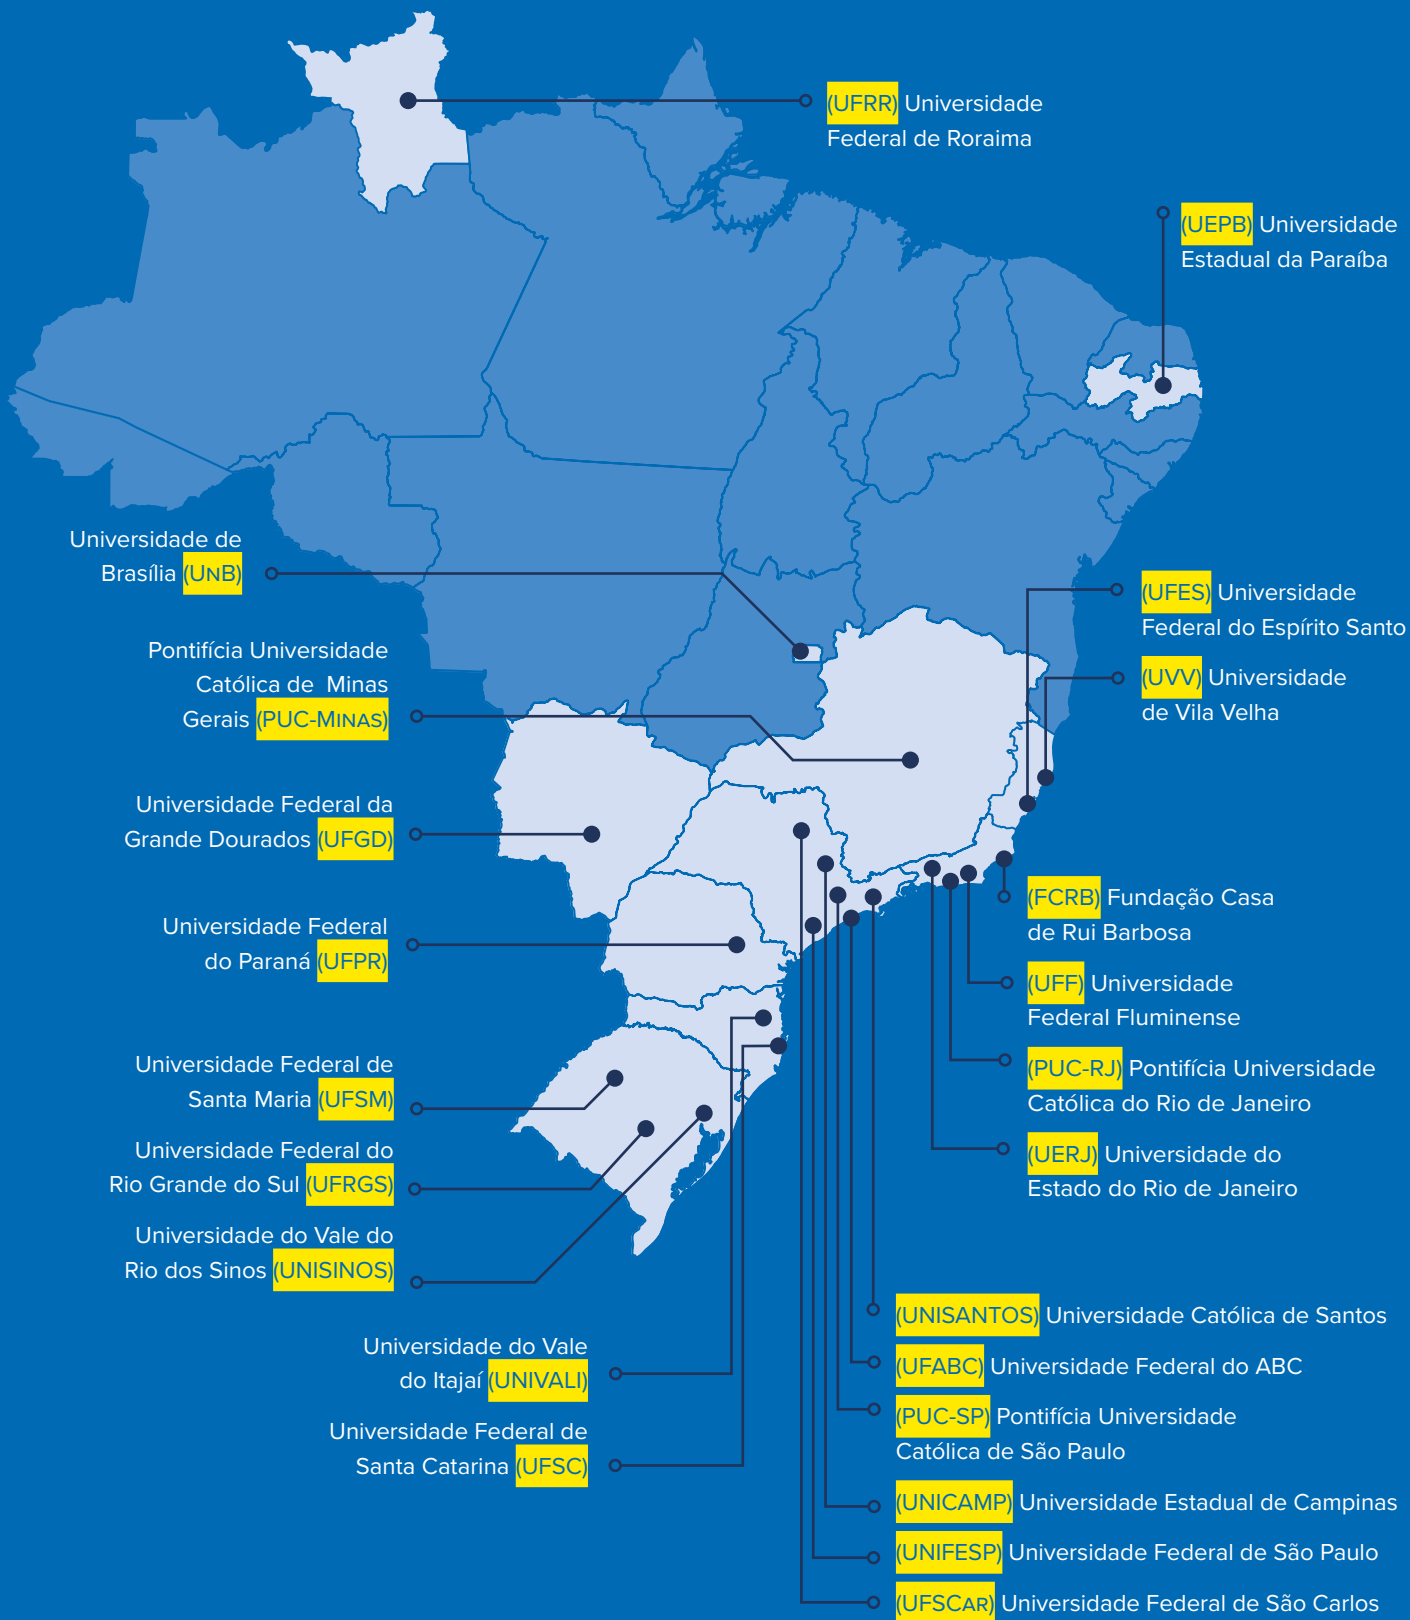 (UFRR) Universidade
Federal de Roraima
(UEPB) Universidade
Estadual da Paraíba
Universidade de
Brasília (UNB)
Pontifícia Universidade
Católica de Minas
Gerais (PUC-MINAS)
Universidade Federal da
Grande Dourados (UFGD)
Universidade Federal
do Paraná (UFPR)
Universidade Federal de
Santa Maria (UFSM)
Universidade Federal do
Rio Grande do Sul (UFRGS)
Universidade do Vale do
Rio dos Sinos (UNISINOS)
Universidade do Vale
do Itajaí (UNIVALI)
Universidade Federal de
Santa Catarina (UFSC)
(UFES) Universidade
Federal do Espírito Santo
(UVV) Universidade
de Vila Velha
(FCRB) Fundação Casa
de Rui Barbosa
(UFF) Universidade
Federal Fluminense
(PUC-RJ) Pontifícia Universidade
Católica do Rio de Janeiro
(UERJ) Universidade do
Estado do Rio de Janeiro
(UNISANTOS) Universidade Católica de Santos
(UFABC) Universidade Federal do ABC
(PUC-SP) Pontifícia Universidade
Católica de São Paulo
(UNICAMP) Universidade Estadual de Campinas
(UNIFESP) Universidade Federal de São Paulo
(UFSCAR) Universidade Federal de São Carlos